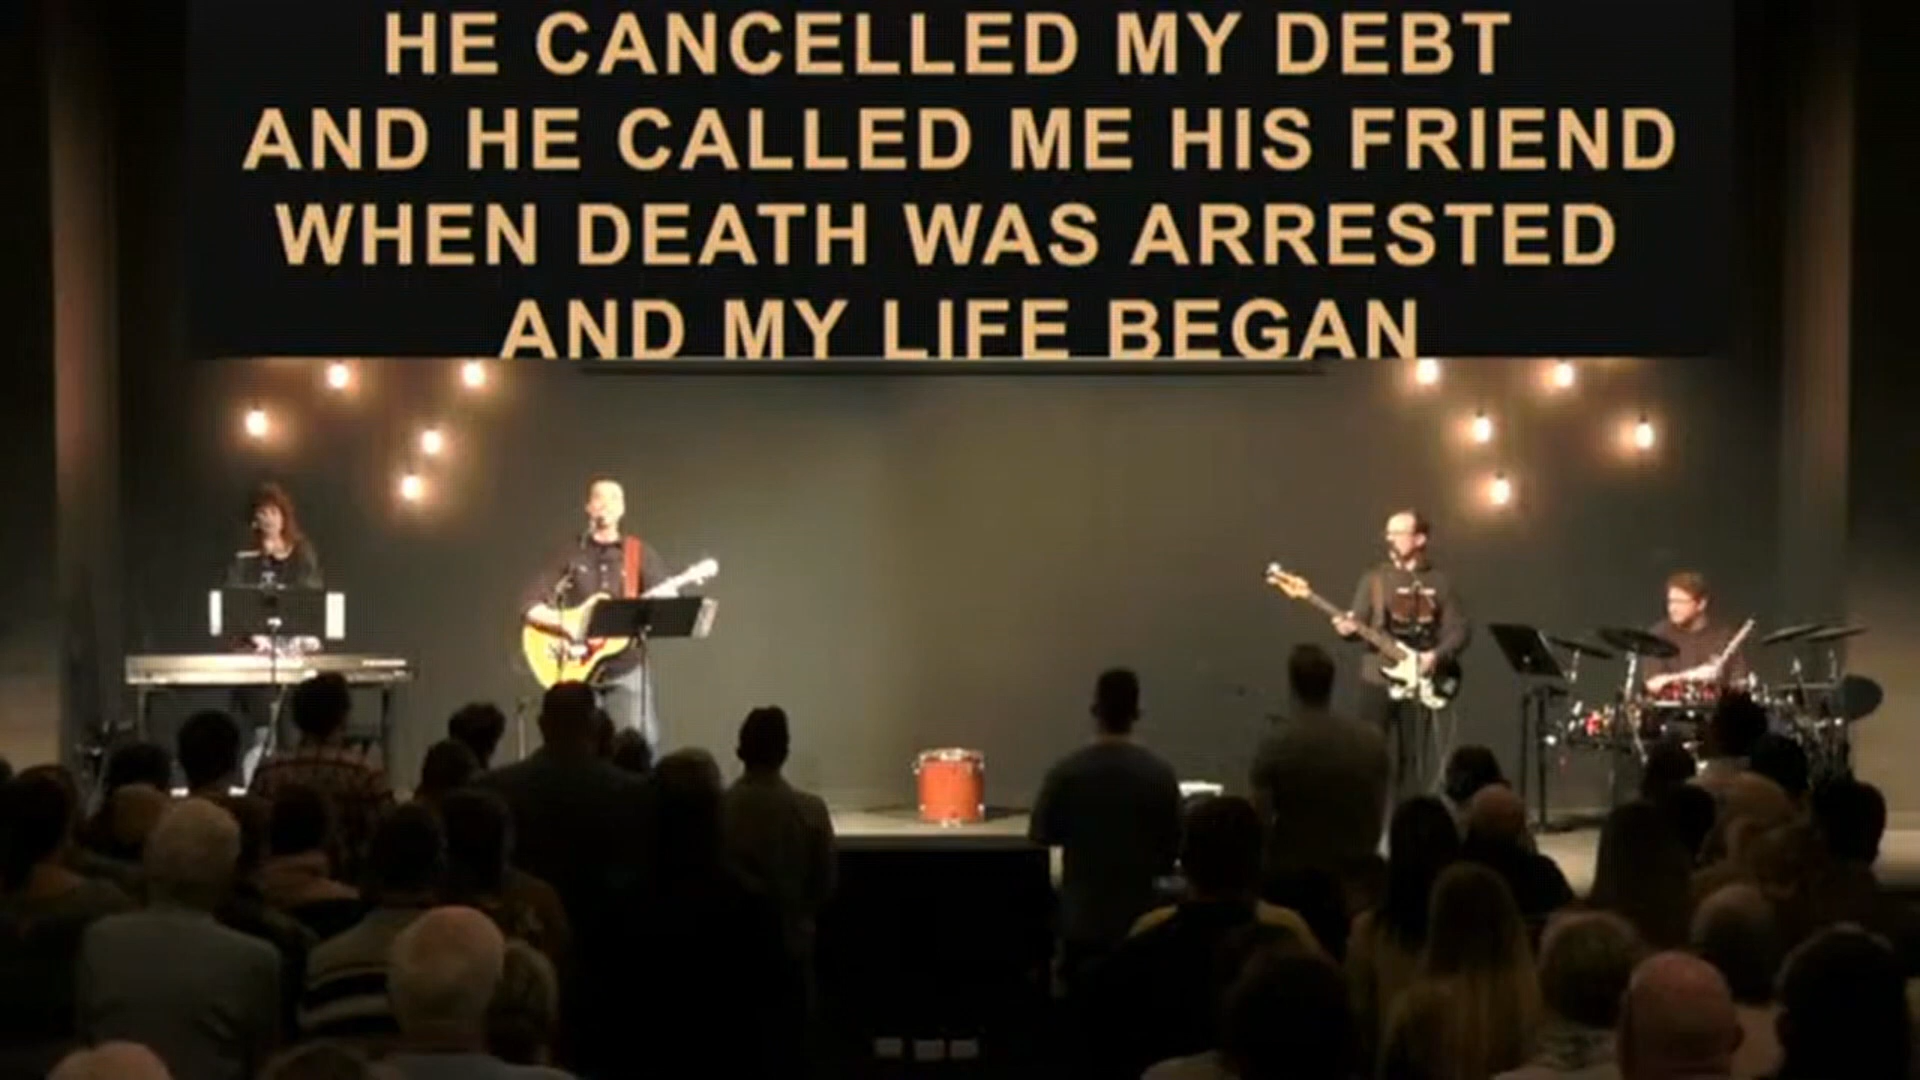 HE CANCELLED MY DEBT
AND HE CALLED ME HIS FRIEND
WHEN DEATH WAS ARRESTED
AND MY LIFE BEGAN